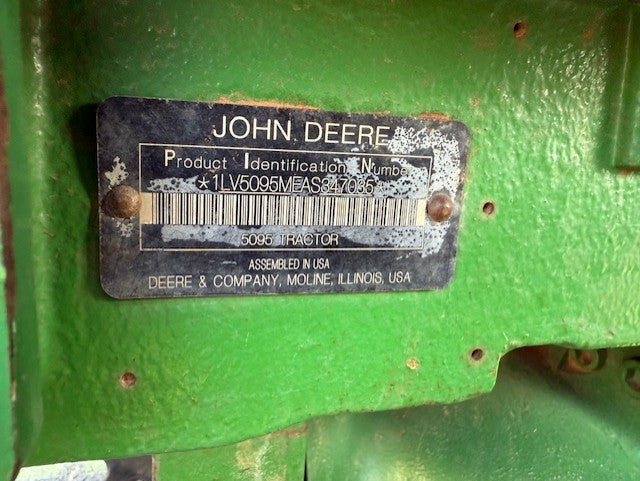 JOHN DEERE
Product Identification Number
*1LV5095MEAS347035*
5095 TRACTOR
ASSEMBLED IN USA
DEERE & COMPANY, MOLINE, ILLINOIS, USA